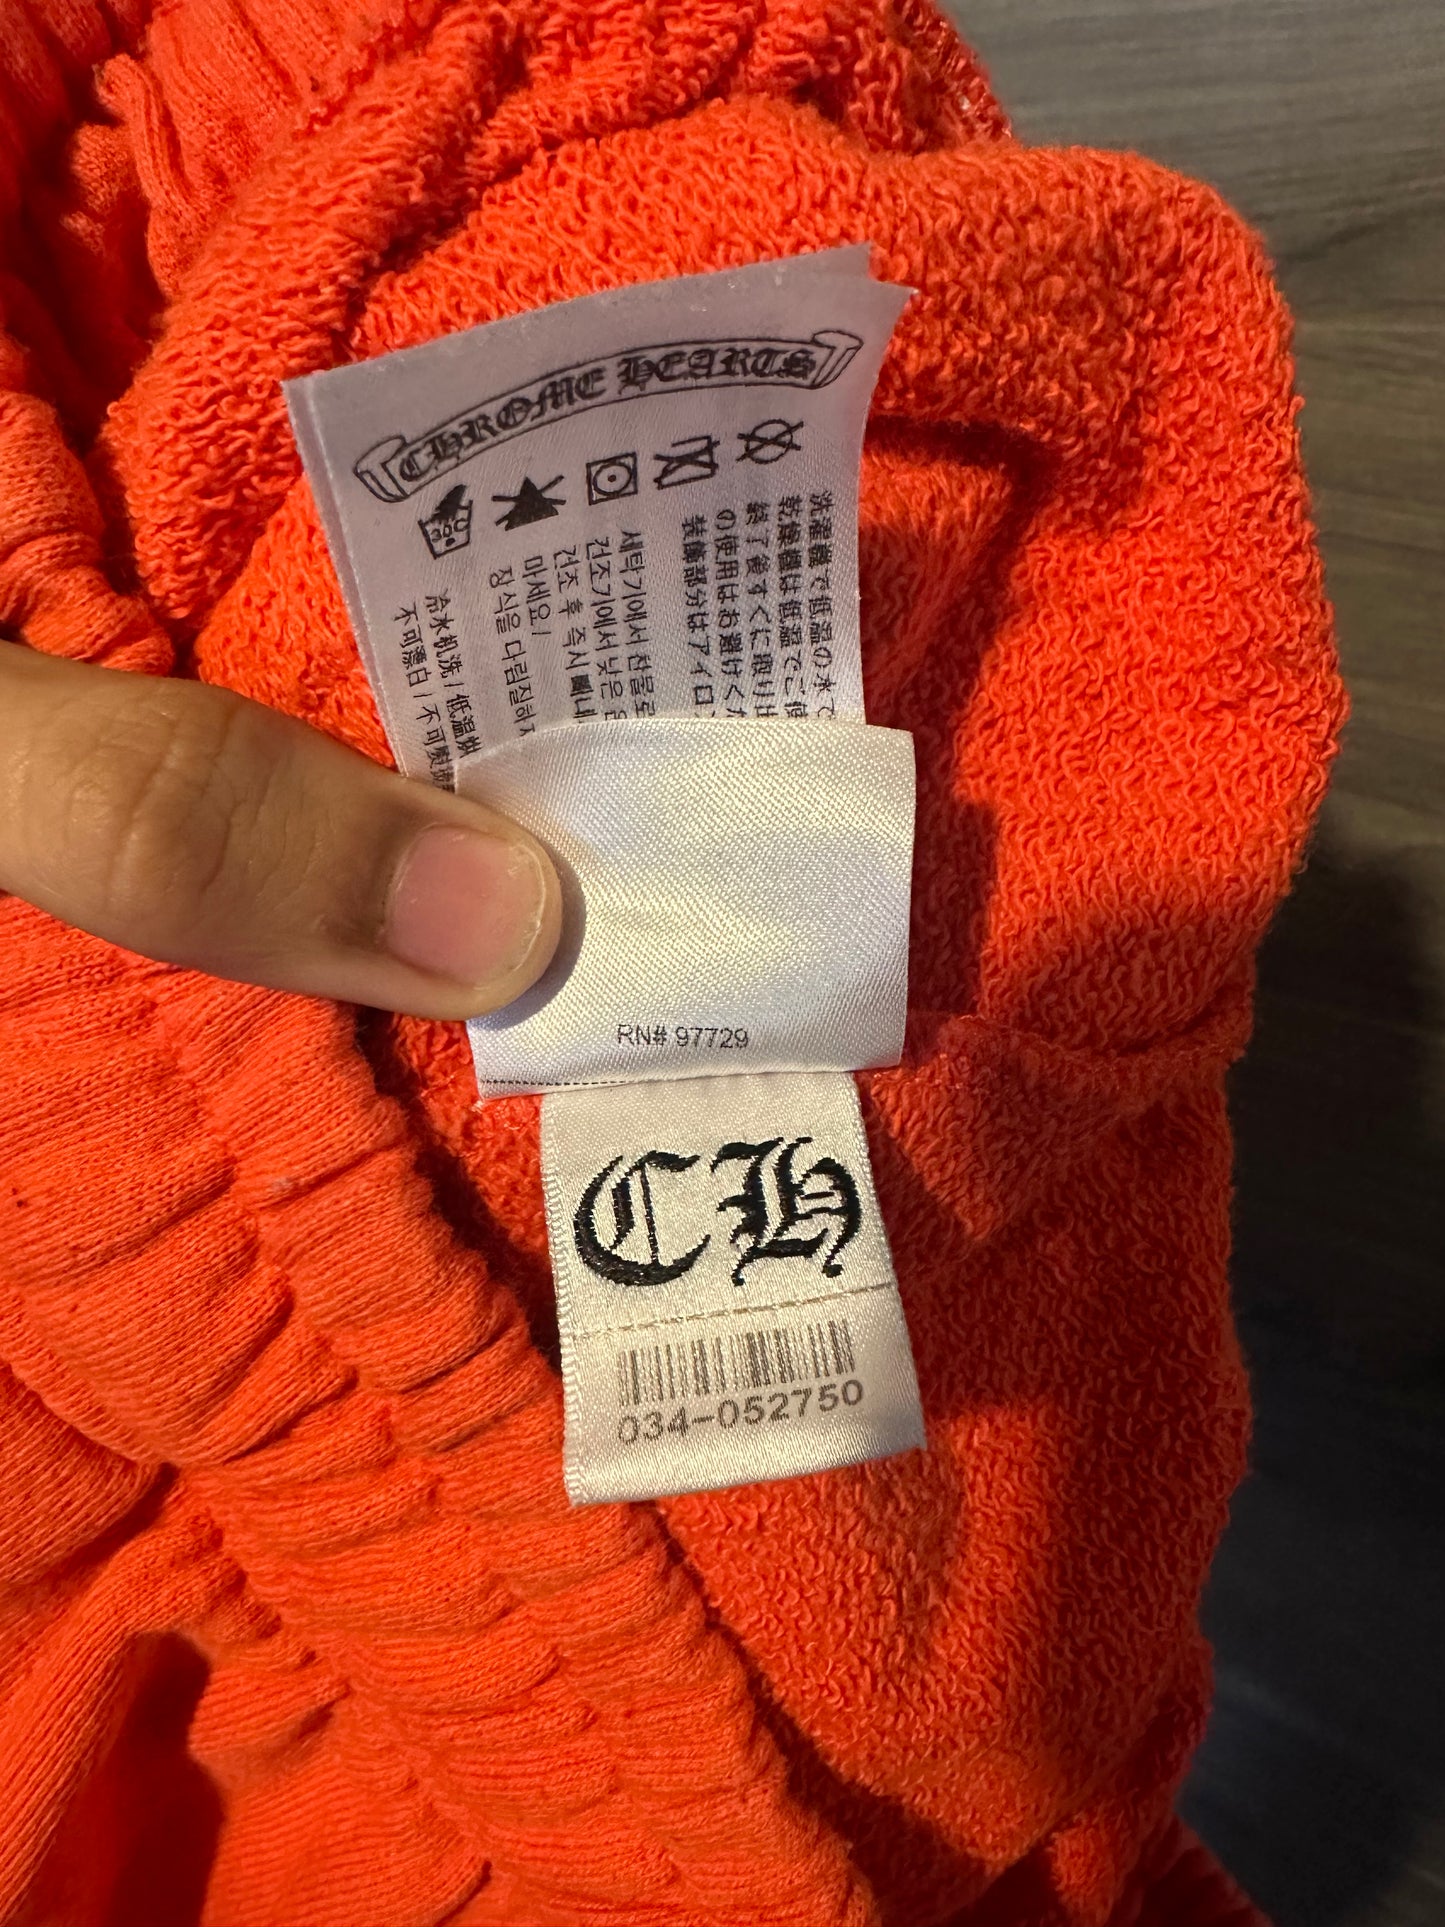 CHROME HEARTS
30C
洗濯機で低温の水で
乾燥機は低温でご使
終了後すぐに取り出
の使用はお避けくだ
装飾部分はアイロ
세탁기에서 찬물로
건조기에서 낮은 온
건조 후 즉시 빼내
마세요 /
장식을 다림질하지
冷水机洗 / 低温烘
不可漂白 / 不可熨烫
RN# 97729
CH
034-052750